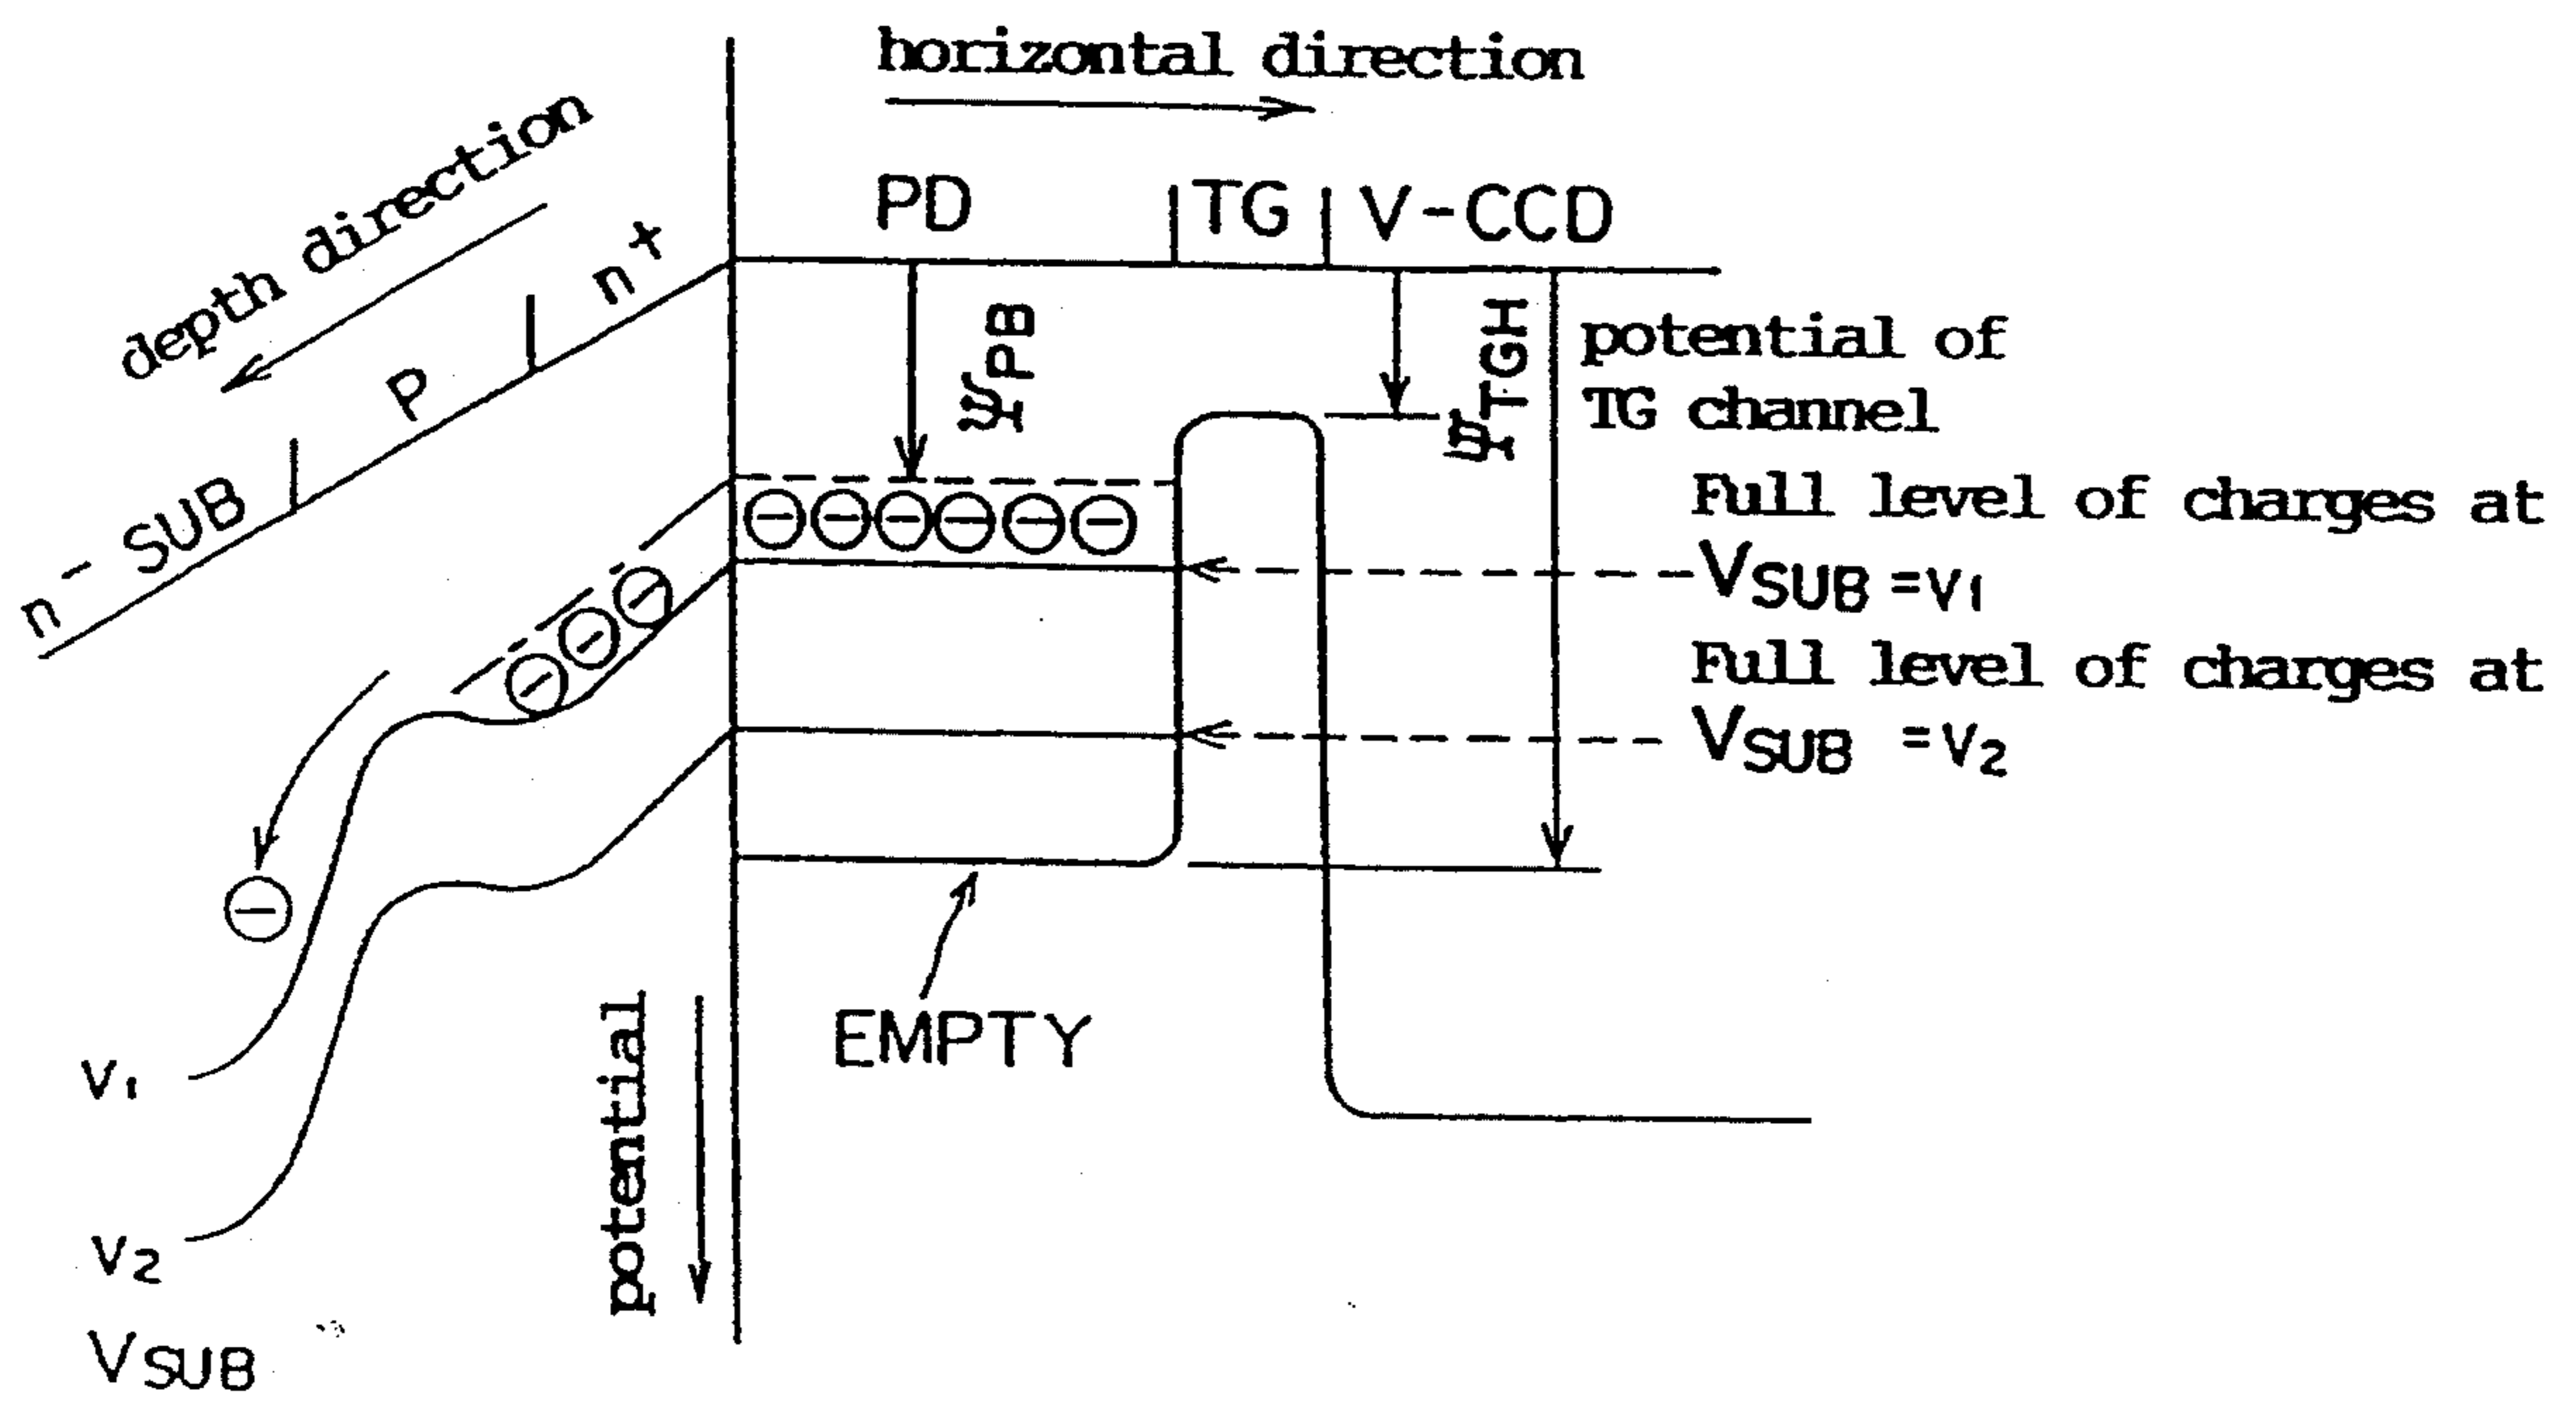 horizontal direction
depth direction
PD TG V-CCD
n+
P
n- SUB
ΨPB
ΨTGH
potential of
TG channel
Full level of charges at
VSUB =V1
Full level of charges at
VSUB =V2
EMPTY
potential
V1
V2
VSUB